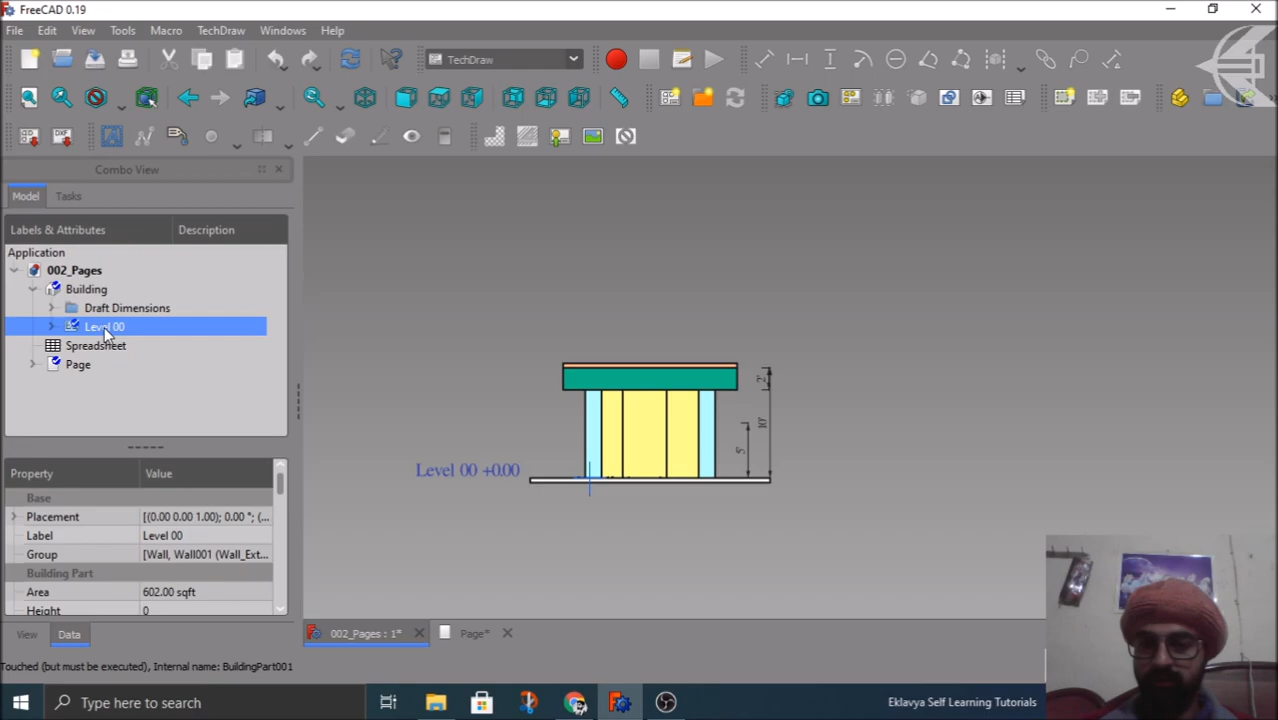 FreeCAD 0.19
File Edit View Tools Macro TechDraw Windows Help
TechDraw
Combo View
Model Tasks
Labels & Attributes Description
Application
002_Pages
Building
Draft Dimensions
Level 00
Spreadsheet
Page
Property Value
Base
Placement [(0.00 0.00 1.00); 0.00 °; (...
Label Level 00
Group [Wall, Wall001 (Wall_Ext...
Building Part
Area 602.00 sqft
Height 0
View Data
Level 00 +0.00
2'
10'
5'
002_Pages : 1* Page*
Touched (but must be executed), Internal name: BuildingPart001
Type here to search
Eklavya Self Learning Tutorials